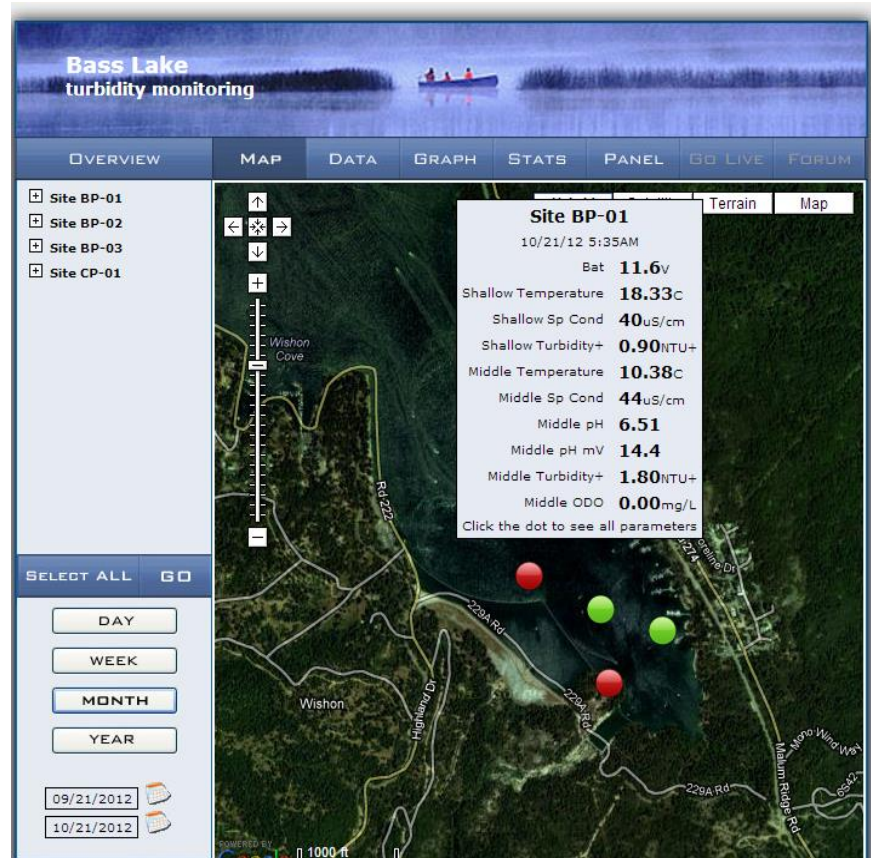 Bass Lake
turbidity monitoring
OVERVIEW MAP DATA GRAPH STATS PANEL GO LIVE FORUM
Site BP-01
Site BP-02
Site BP-03
Site CP-01
Terrain Map
Site BP-01
10/21/12 5:35AM
Bat 11.6v
Shallow Temperature 18.33C
Shallow Sp Cond 40uS/cm
Shallow Turbidity+ 0.90NTU+
Middle Temperature 10.38C
Middle Sp Cond 44uS/cm
Middle pH 6.51
Middle pH mV 14.4
Middle Turbidity+ 1.80NTU+
Middle ODO 0.00mg/L
Click the dot to see all parameters
Wishon
Cove
Rd-222
229A Rd
Wishon
Highland Dr
229A Rd
229A Rd
Malum Ridge Rd
Mono Wind
6S42
SELECT ALL GO
DAY
WEEK
MONTH
YEAR
09/21/2012
10/21/2012
POWERED BY
1000 ft